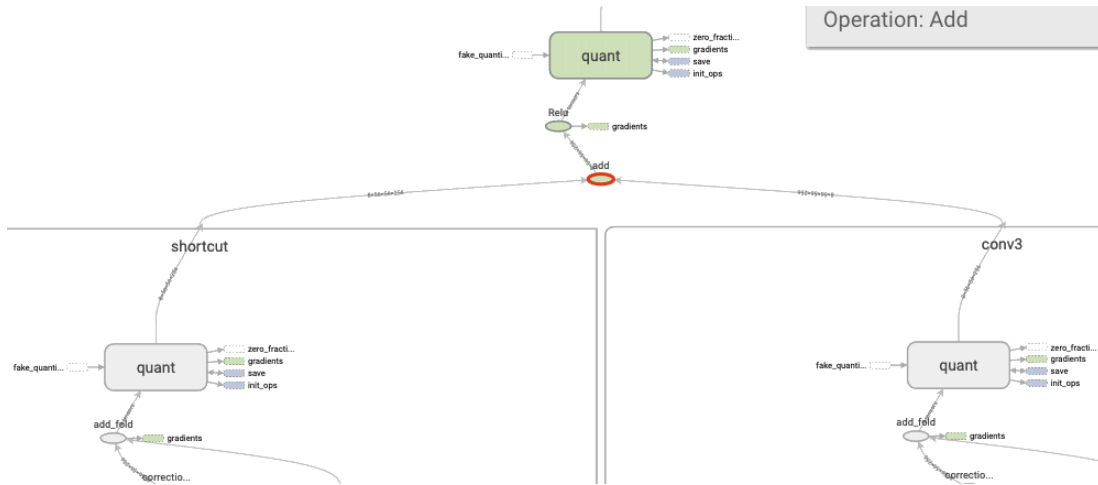 Operation: Add
zero_fracti...
fake_quanti...
quant
gradients
save
init_ops
Relu
gradients
add
shortcut
conv3
zero_fracti...
fake_quanti...
quant
gradients
save
init_ops
add_fold
gradients
correctio...
zero_fracti...
fake_quanti...
quant
gradients
save
init_ops
add_fold
gradients
correctio...